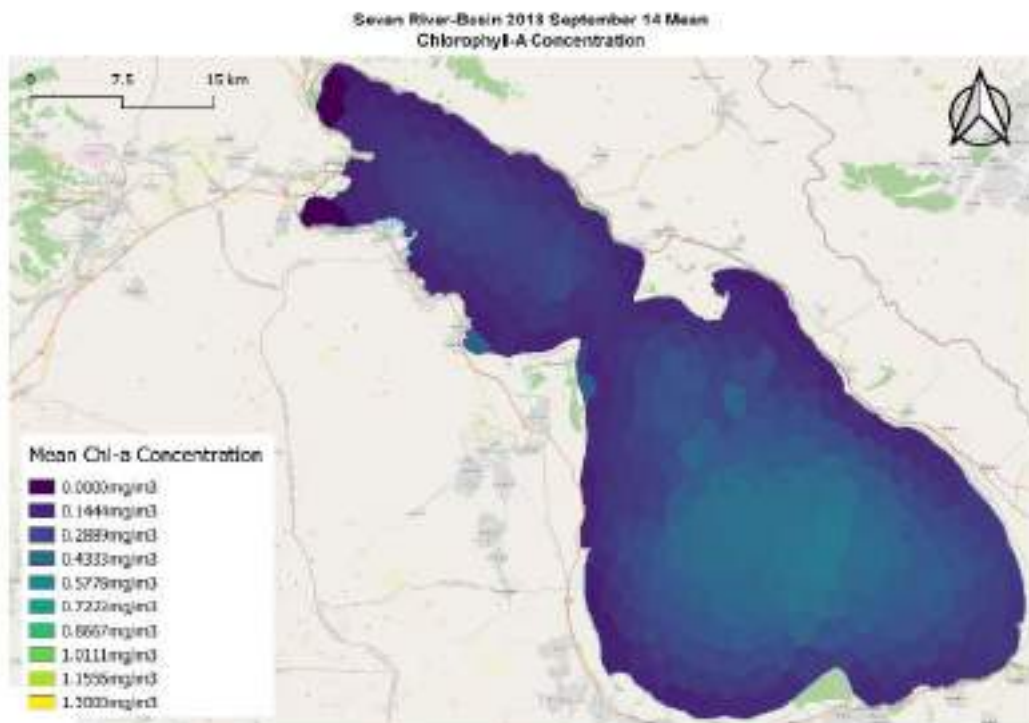 Sevan River-Basin 2018 September 14 Mean
Chlorophyll-A Concentration
0 7.5 15 km
Mean Chl-a Concentration
0.0000mg/m3
0.1444mg/m3
0.2889mg/m3
0.4333mg/m3
0.5778mg/m3
0.7222mg/m3
0.8667mg/m3
1.0111mg/m3
1.1556mg/m3
1.3000mg/m3